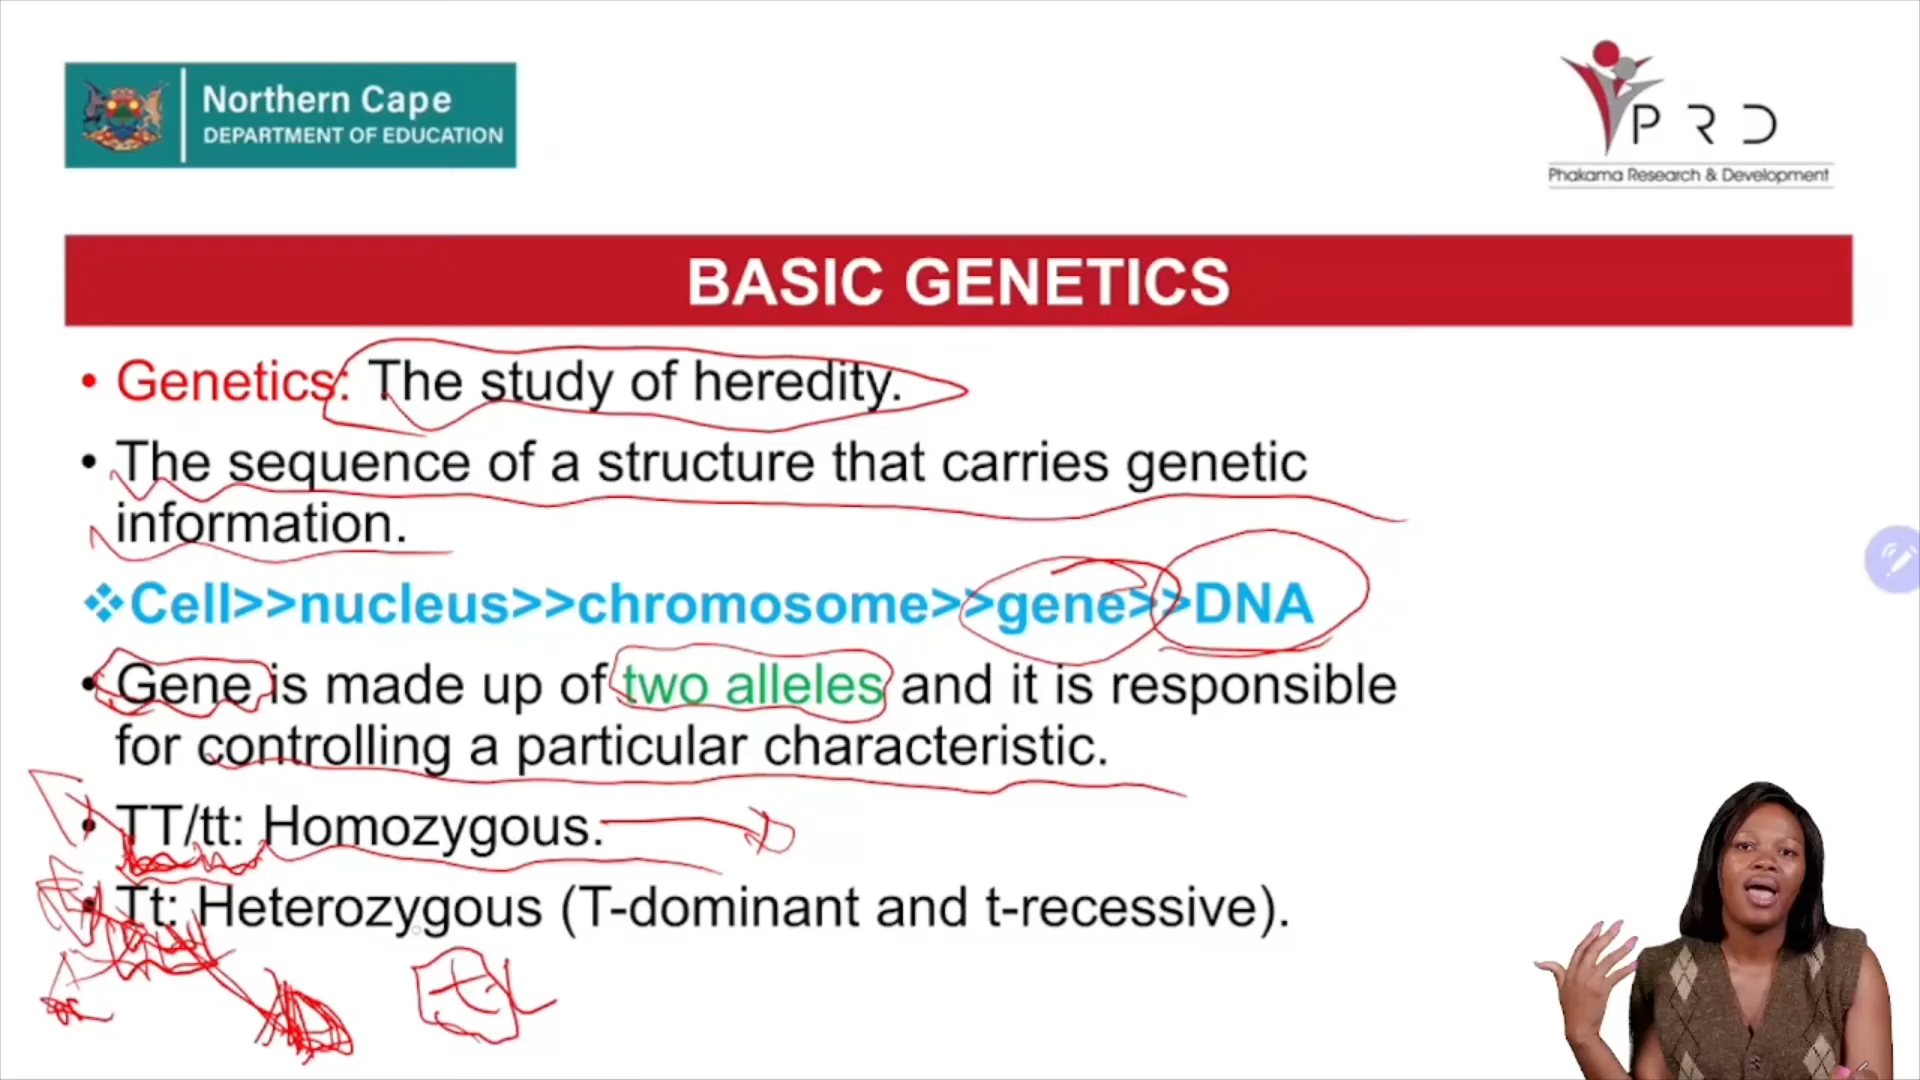 Northern Cape
DEPARTMENT OF EDUCATION
PRD
Phakama Research & Development
BASIC GENETICS
• Genetics: The study of heredity.
• The sequence of a structure that carries genetic
information.
❖Cell>>nucleus>>chromosome>>gene>>DNA
• Gene is made up of two alleles and it is responsible
for controlling a particular characteristic.
• TT/tt: Homozygous.
• Tt: Heterozygous (T-dominant and t-recessive).